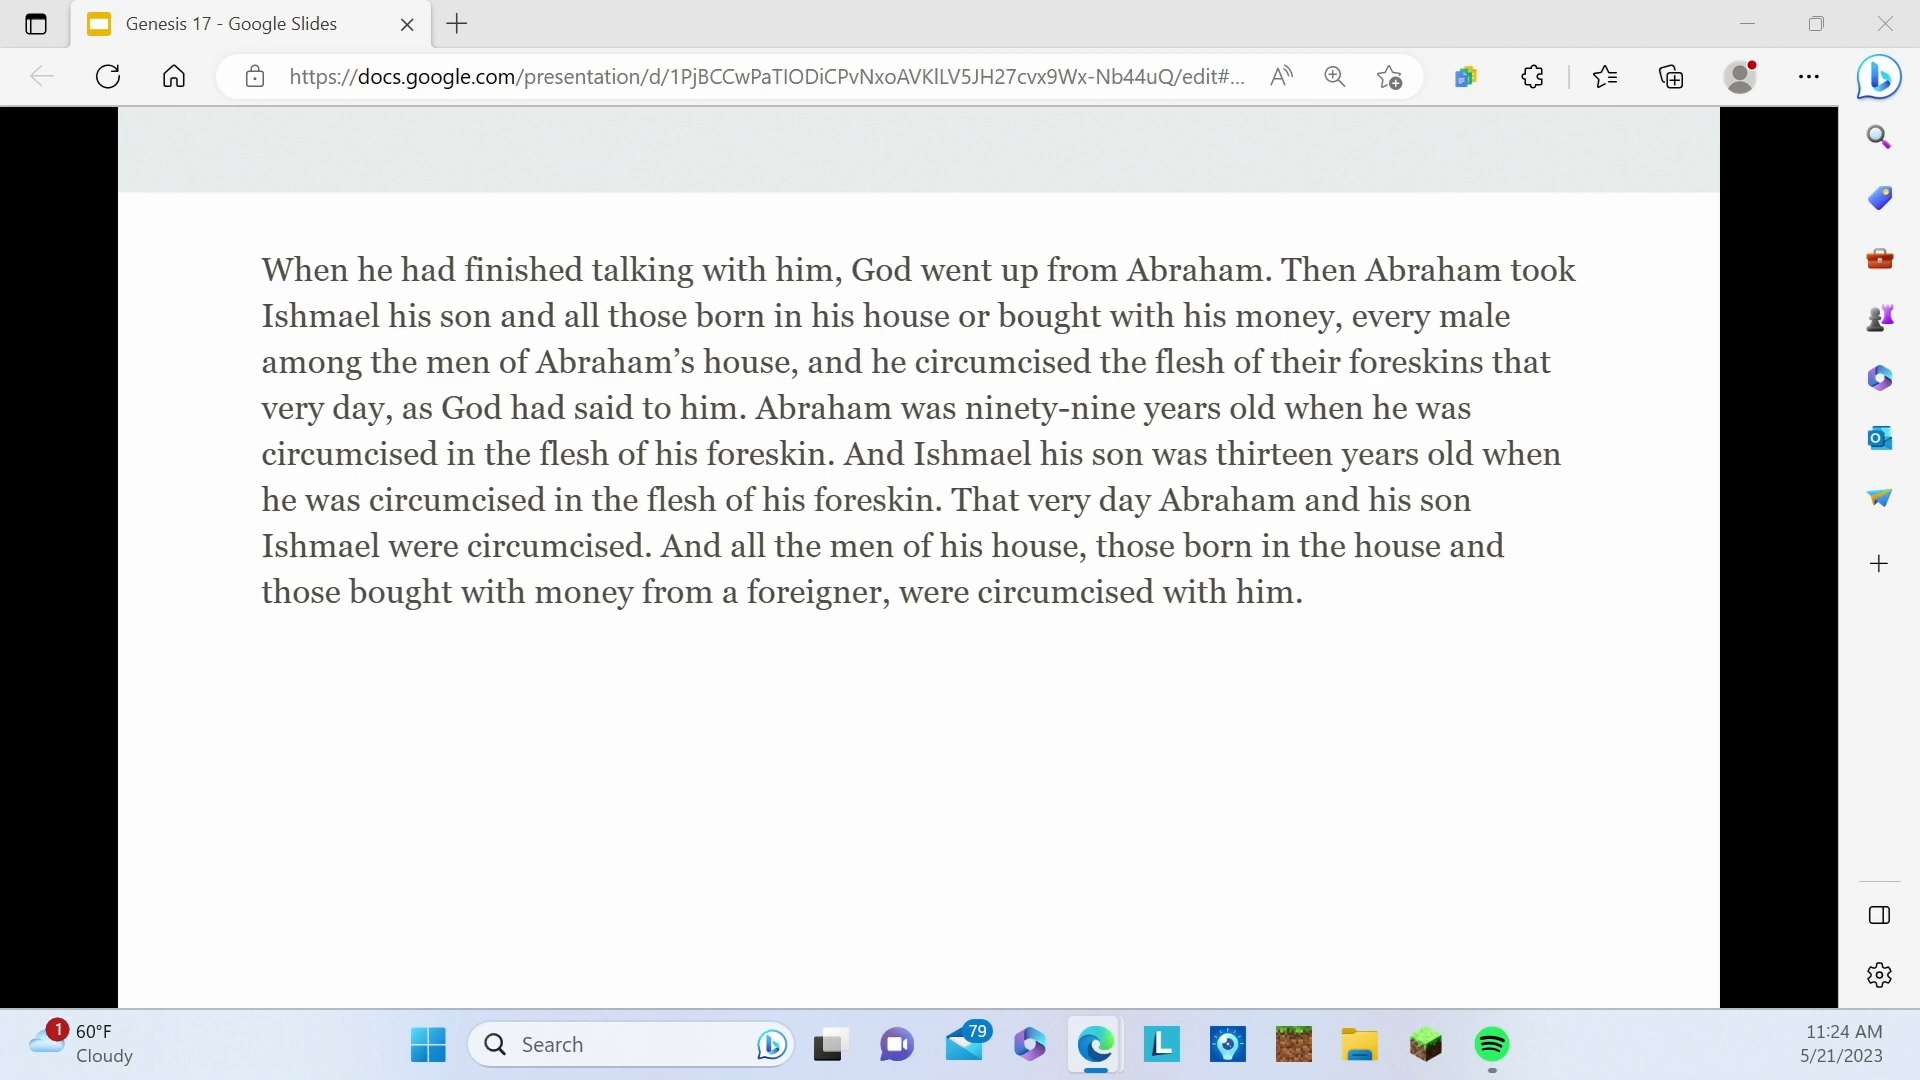 Genesis 17 - Google Slides
https://docs.google.com/presentation/d/1PjBCCwPaTIODiCPvNxoAVKlLV5JH27cvx9Wx-Nb44uQ/edit#...
When he had finished talking with him, God went up from Abraham. Then Abraham took
Ishmael his son and all those born in his house or bought with his money, every male
among the men of Abraham’s house, and he circumcised the flesh of their foreskins that
very day, as God had said to him. Abraham was ninety-nine years old when he was
circumcised in the flesh of his foreskin. And Ishmael his son was thirteen years old when
he was circumcised in the flesh of his foreskin. That very day Abraham and his son
Ishmael were circumcised. And all the men of his house, those born in the house and
those bought with money from a foreigner, were circumcised with him.
1
60°F
Cloudy
Search
79
L
11:24 AM
5/21/2023